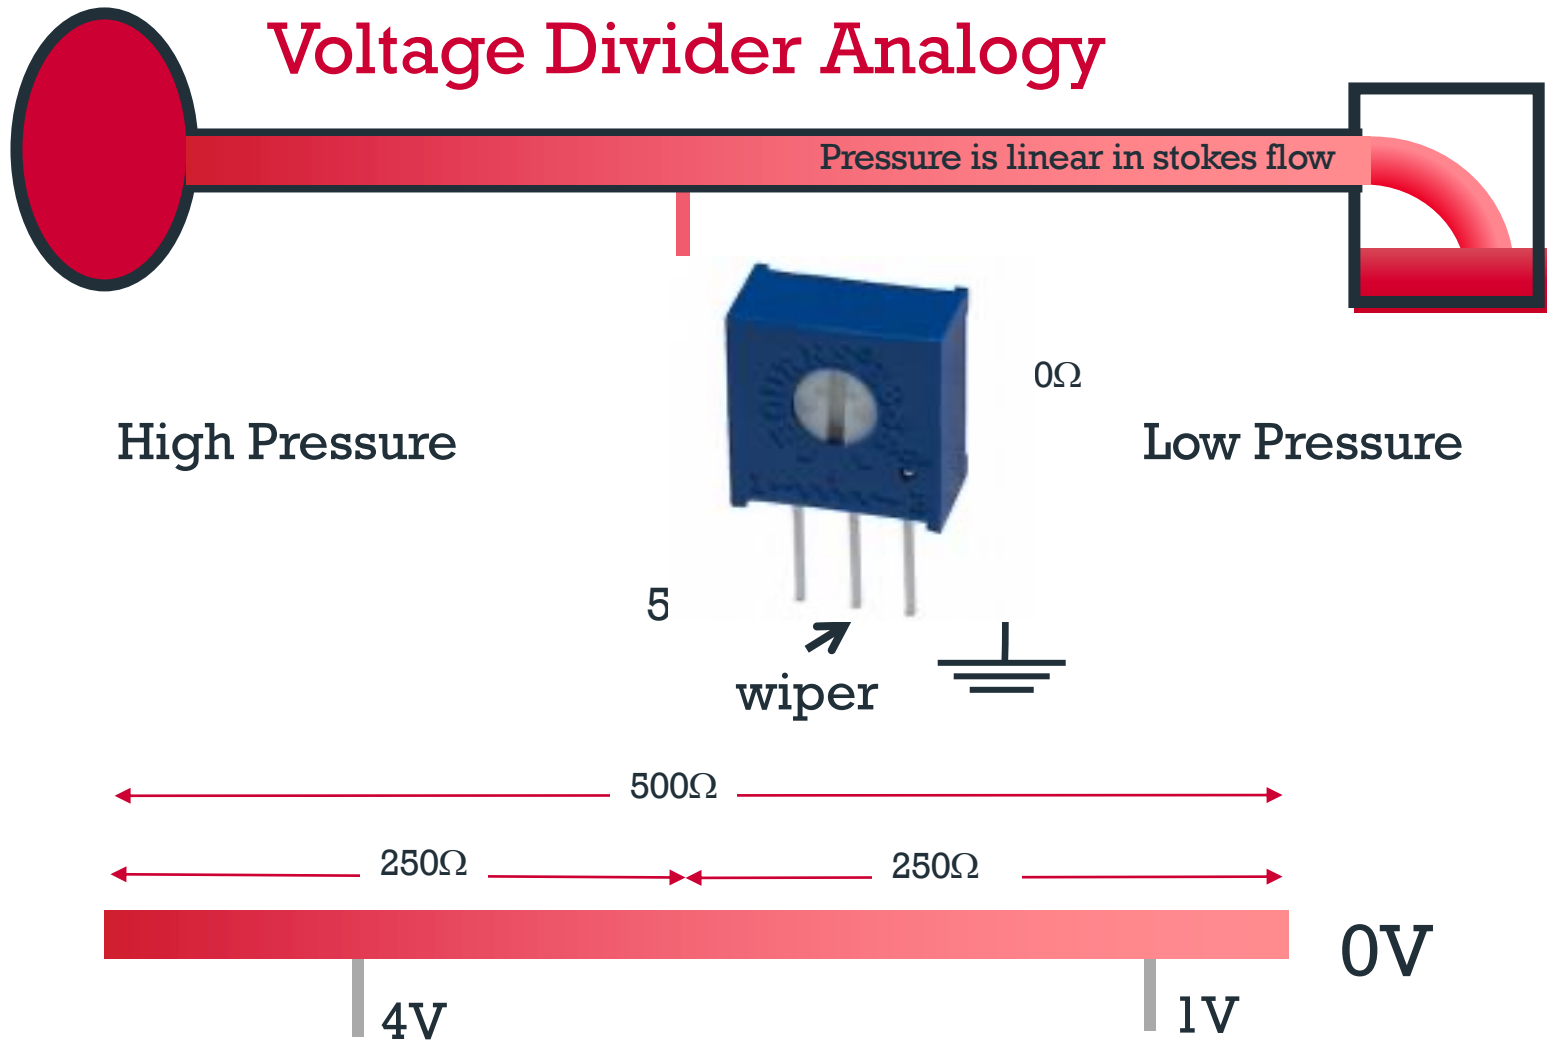 Voltage Divider Analogy
Pressure is linear in stokes flow
0Ω
High Pressure
Low Pressure
5
wiper
500Ω
250Ω
250Ω
0V
4V
1V